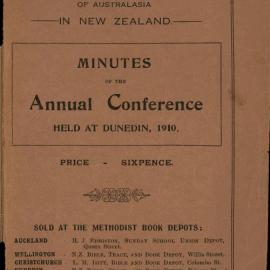 OF AUSTRALASIA
IN NEW ZEALAND.
MINUTES
OF THE
Annual Conference
HELD AT DUNEDIN, 1910.
PRICE - SIXPENCE.
SOLD AT THE METHODIST BOOK DEPOTS:
AUCKLAND H. J. EDMISTON, SUNDAY SCHOOL UNION DEPOT,
Queen Street.
WELLINGTON N.Z. BIBLE, TRACT, AND BOOK DEPOT, Willis Street.
CHRISTCHURCH L. M. ISITT, BIBLE AND BOOK DEPOT, Colombo St.